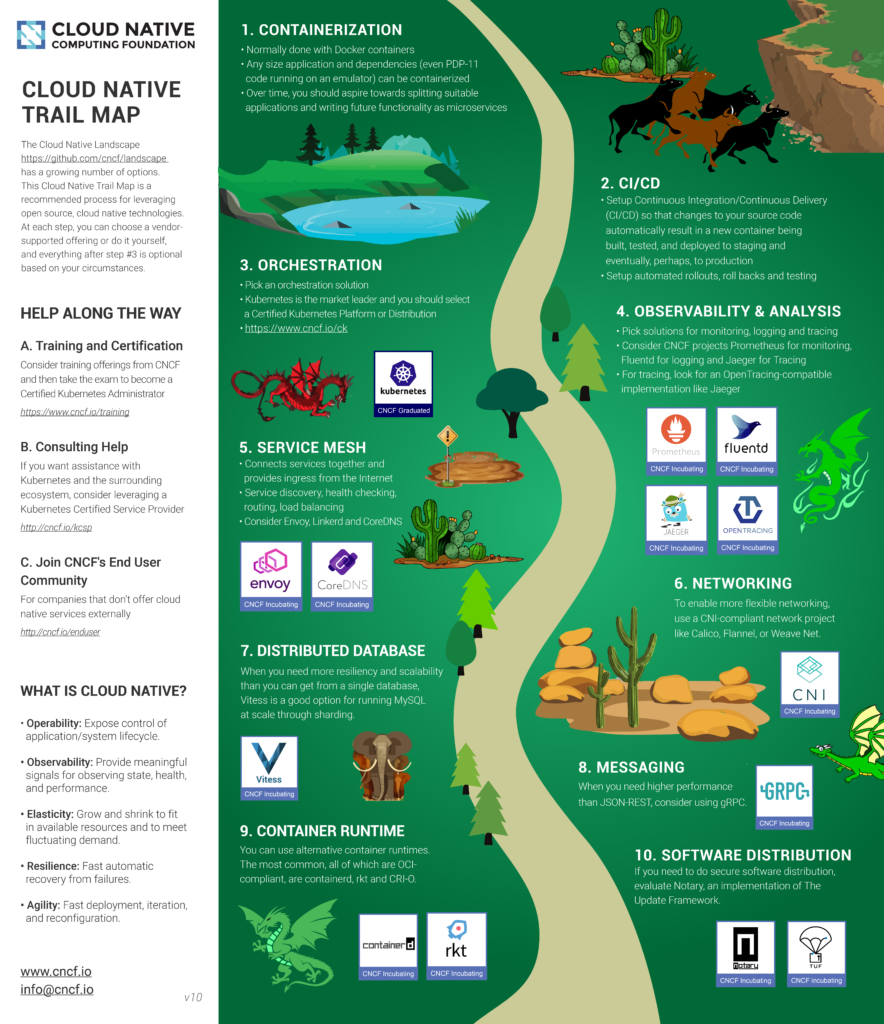 CLOUD NATIVE
COMPUTING FOUNDATION
CLOUD NATIVE
TRAIL MAP
The Cloud Native Landscape
https://github.com/cncf/landscape
has a growing number of options.
This Cloud Native Trail Map is a
recommended process for leveraging
open source, cloud native technologies.
At each step, you can choose a vendor-
supported offering or do it yourself,
and everything after step #3 is optional
based on your circumstances.
HELP ALONG THE WAY
A. Training and Certification
Consider training offerings from CNCF
and then take the exam to become a
Certified Kubernetes Administrator
https://www.cncf.io/training
B. Consulting Help
If you want assistance with
Kubernetes and the surrounding
ecosystem, consider leveraging a
Kubernetes Certified Service Provider
http://cncf.io/kcsp
C. Join CNCF's End User
Community
For companies that don't offer cloud
native services externally
http://cncf.io/enduser
WHAT IS CLOUD NATIVE?
• Operability: Expose control of
application/system lifecycle.
• Observability: Provide meaningful
signals for observing state, health,
and performance.
• Elasticity: Grow and shrink to fit
in available resources and to meet
fluctuating demand.
• Resilience: Fast automatic
recovery from failures.
• Agility: Fast deployment, iteration,
and reconfiguration.
www.cncf.io
info@cncf.io
v10
1. CONTAINERIZATION
• Normally done with Docker containers
• Any size application and dependencies (even PDP-11
code running on an emulator) can be containerized
• Over time, you should aspire towards splitting suitable
applications and writing future functionality as microservices
2. CI/CD
• Setup Continuous Integration/Continuous Delivery
(CI/CD) so that changes to your source code
automatically result in a new container being
built, tested, and deployed to staging and
eventually, perhaps, to production
• Setup automated rollouts, roll backs and testing
3. ORCHESTRATION
• Pick an orchestration solution
• Kubernetes is the market leader and you should select
a Certified Kubernetes Platform or Distribution
• https://www.cncf.io/ck
kubernetes
CNCF Graduated
4. OBSERVABILITY & ANALYSIS
• Pick solutions for monitoring, logging and tracing
• Consider CNCF projects Prometheus for monitoring,
Fluentd for logging and Jaeger for Tracing
• For tracing, look for an OpenTracing-compatible
implementation like Jaeger
Prometheus
CNCF Incubating
fluentd
CNCF Incubating
JAEGER
CNCF Incubating
OPENTRACING
CNCF Incubating
5. SERVICE MESH
• Connects services together and
provides ingress from the Internet
• Service discovery, health checking,
routing, load balancing
• Consider Envoy, Linkerd and CoreDNS
envoy
CNCF Incubating
CoreDNS
CNCF Incubating
6. NETWORKING
To enable more flexible networking,
use a CNI-compliant network project
like Calico, Flannel, or Weave Net.
CNI
CNCF Incubating
7. DISTRIBUTED DATABASE
When you need more resiliency and scalability
than you can get from a single database,
Vitess is a good option for running MySQL
at scale through sharding.
Vitess
CNCF Incubating
8. MESSAGING
When you need higher performance
than JSON-REST, consider using gRPC.
GRPC
CNCF Incubating
9. CONTAINER RUNTIME
You can use alternative container runtimes.
The most common, all of which are OCI-
compliant, are containerd, rkt and CRI-O.
containerd
CNCF Incubating
rkt
CNCF Incubating
10. SOFTWARE DISTRIBUTION
If you need to do secure software distribution,
evaluate Notary, an implementation of The
Update Framework.
Notary
CNCF Incubating
TUF
CNCF Incubating